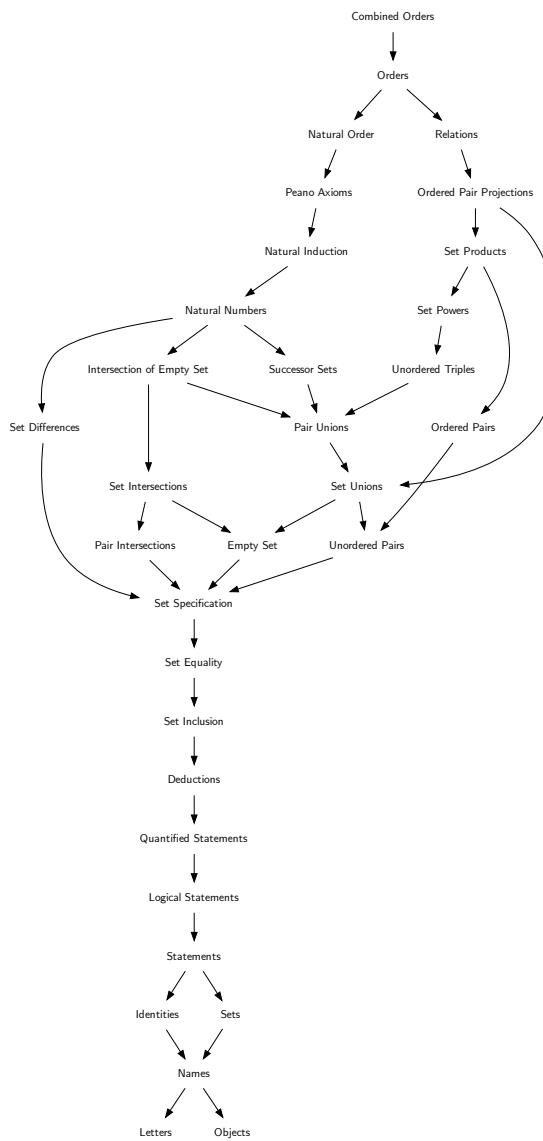 Combined Orders
Orders
Natural Order
Relations
Peano Axioms
Ordered Pair Projections
Natural Induction
Set Products
Natural Numbers
Set Powers
Intersection of Empty Set
Successor Sets
Unordered Triples
Set Differences
Pair Unions
Ordered Pairs
Set Intersections
Set Unions
Pair Intersections
Empty Set
Unordered Pairs
Set Specification
Set Equality
Set Inclusion
Deductions
Quantified Statements
Logical Statements
Statements
Identities
Sets
Names
Letters
Objects